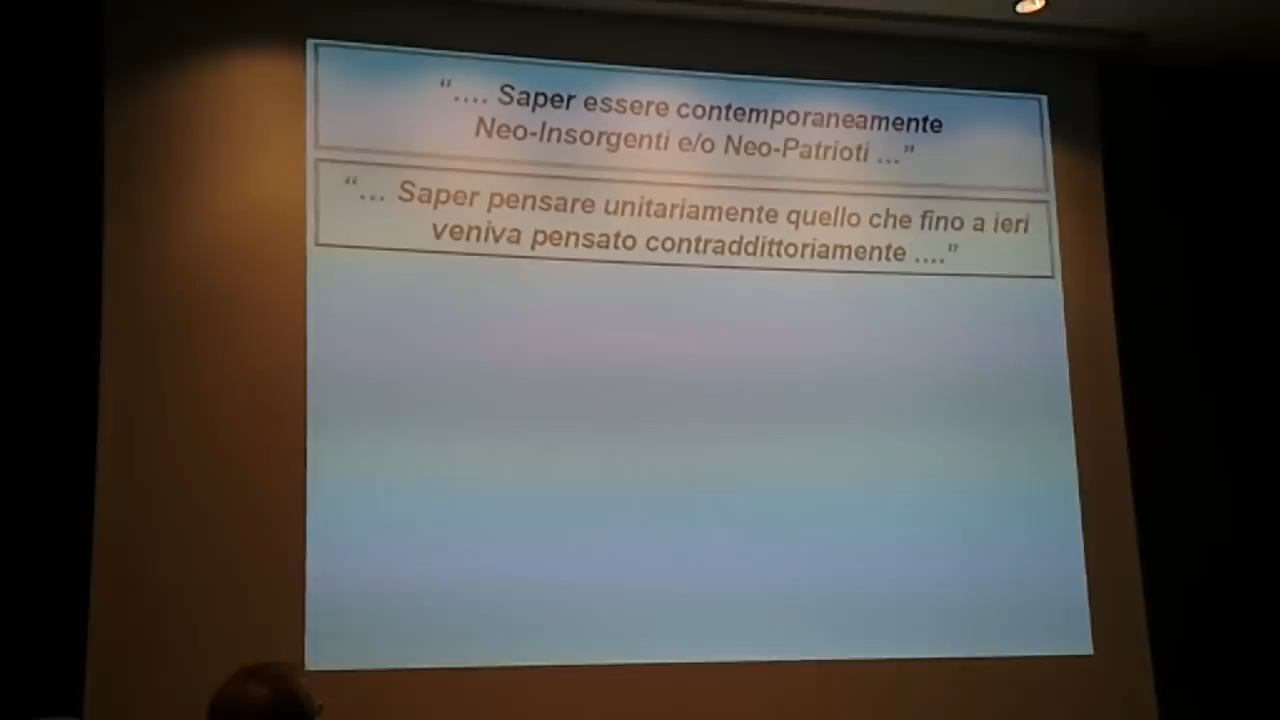 “.... Saper essere contemporaneamente
Neo-Insorgenti e/o Neo-Patrioti ...”
“... Saper pensare unitariamente quello che fino a ieri
veniva pensato contraddittoriamente ....”